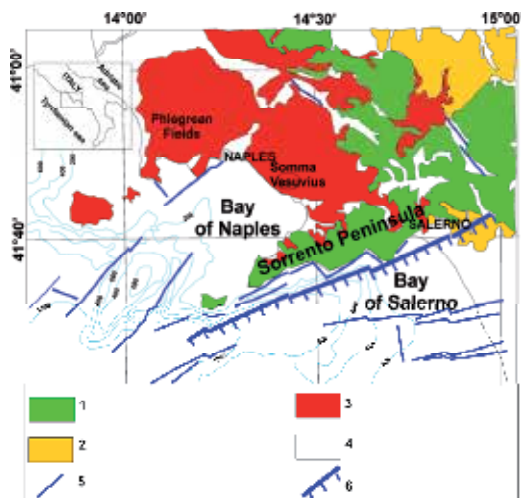 14°00'
14°30'
15°00'
41°00'
41°40'
ITALY
Adriatic
sea
Tyrrhenian sea
Phlegrean
Fields
NAPLES
Somma
Vesuvius
Bay
of Naples
Sorrento Peninsula
SALERNO
Bay
of Salerno
200
1
3
2
4
5
6